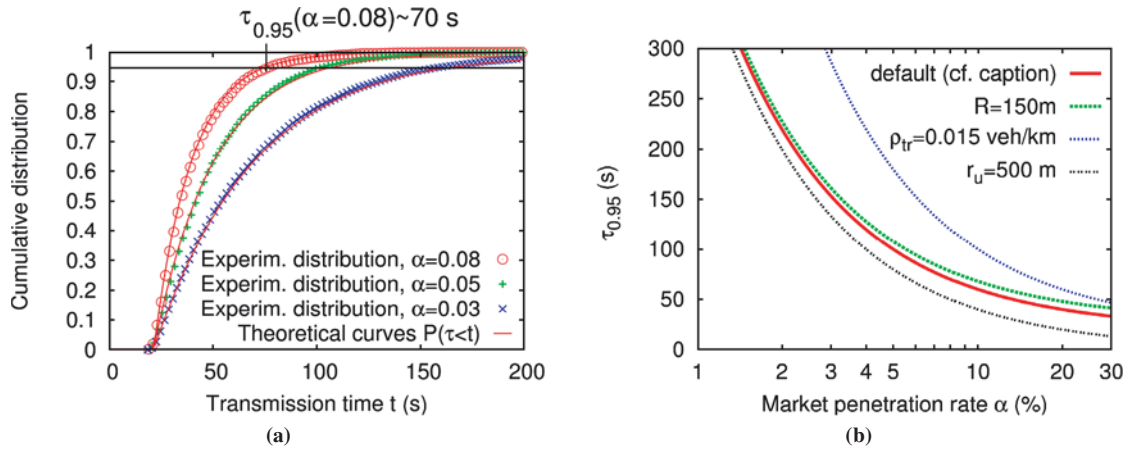 τ0.95(α=0.08)~70 s
1
0.9
0.8
0.7
0.6
0.5
0.4
0.3
0.2
0.1
0
Cumulative distribution
Experim. distribution, α=0.08
Experim. distribution, α=0.05
Experim. distribution, α=0.03
Theoretical curves P(τ<t)
0 50 100 150 200
Transmission time t (s)
(a)
300
250
200
150
100
50
0
τ0.95 (s)
default (cf. caption)
R=150m
ρtr=0.015 veh/km
ru=500 m
1 2 3 4 5 10 20 30
Market penetration rate α (%)
(b)